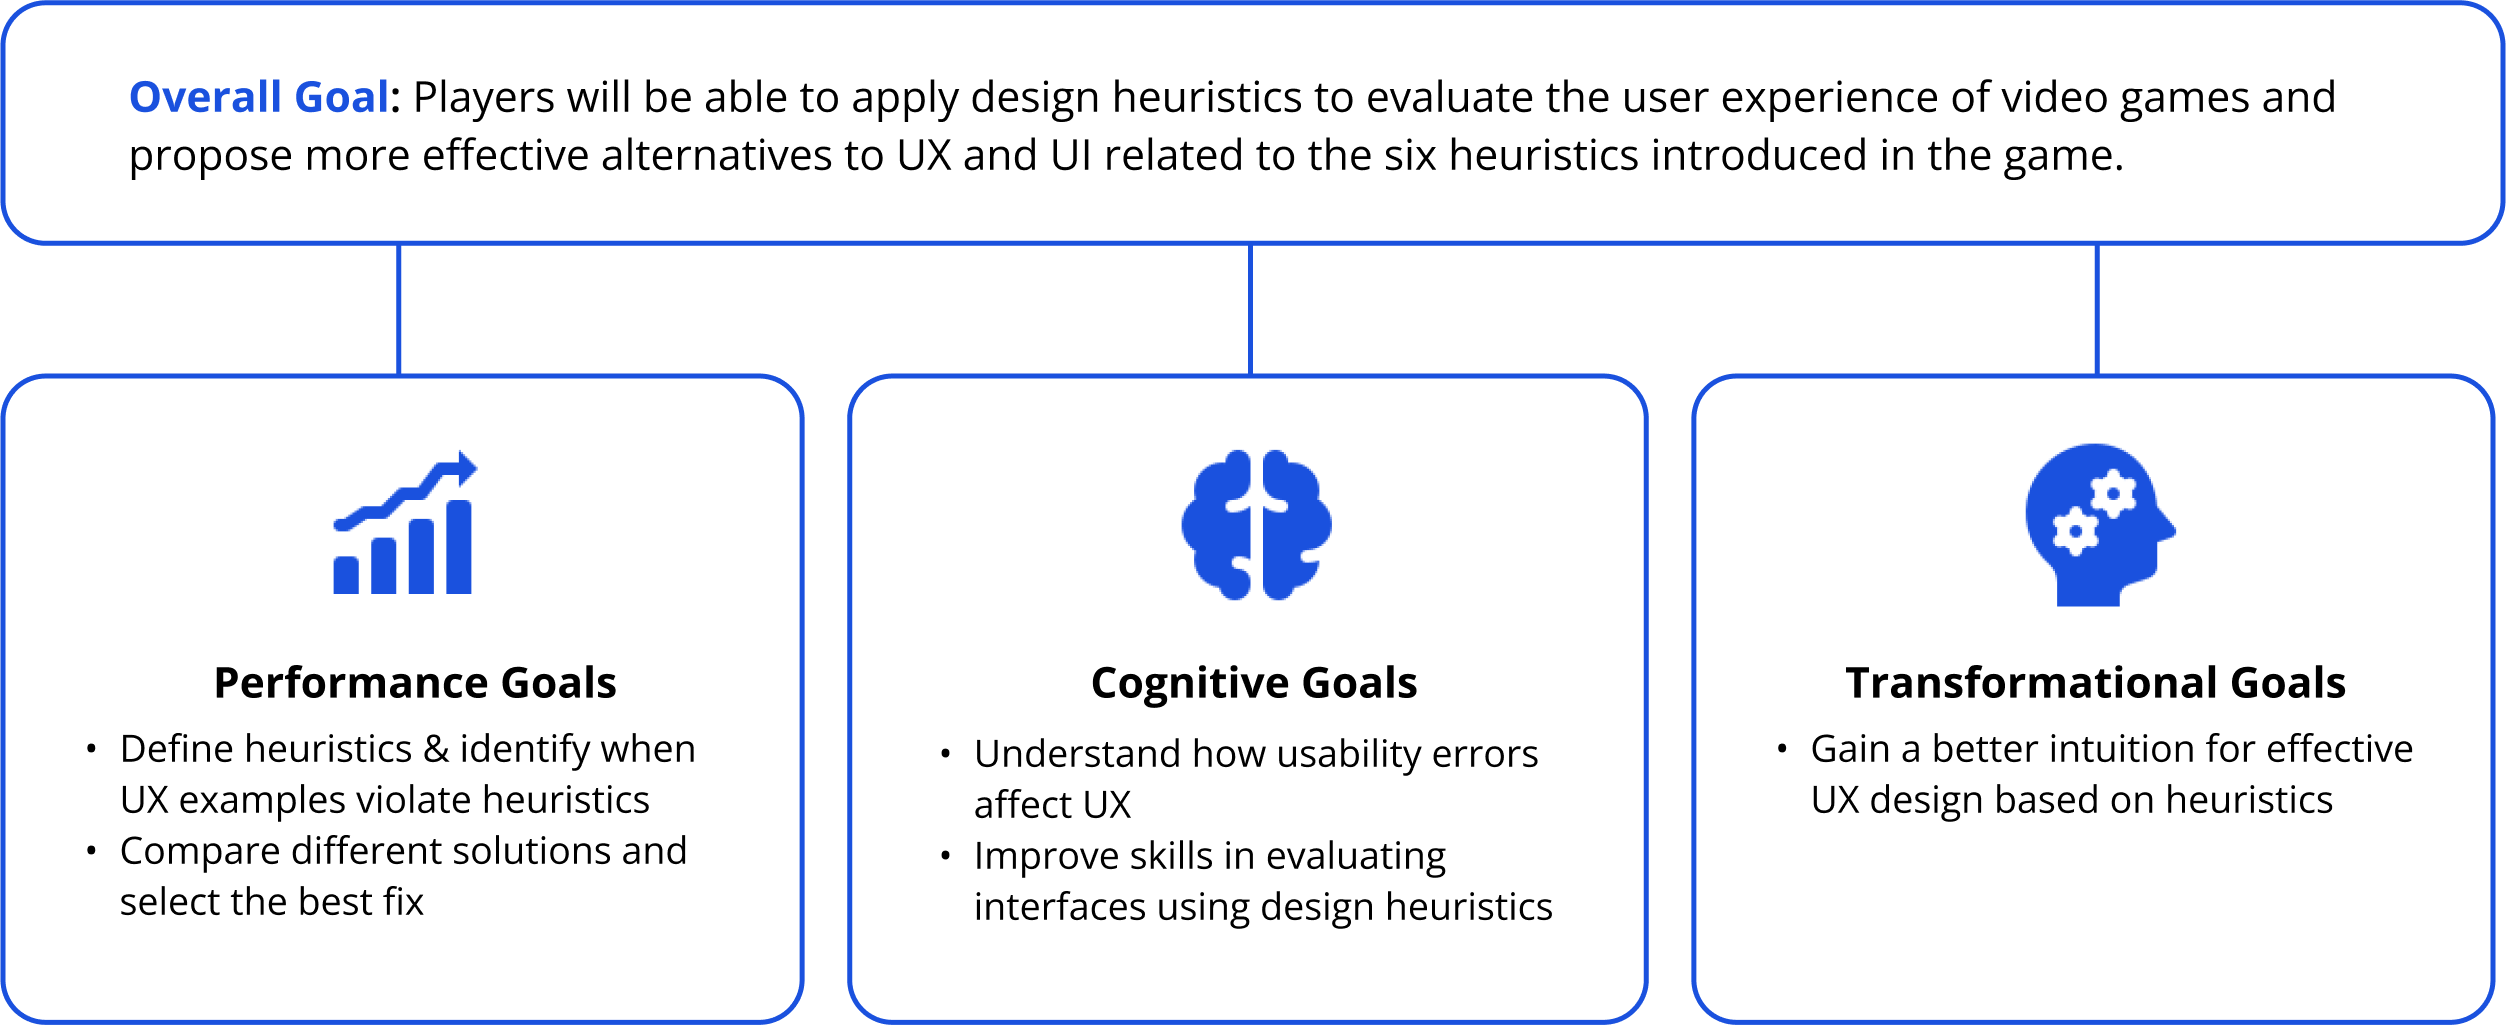 Overall Goal: Players will be able to apply design heuristics to evaluate the user experience of video games and
propose more effective alternatives to UX and UI related to the six heuristics introduced in the game.
Performance Goals
• Define heuristics & identify when
UX examples violate heuristics
• Compare different solutions and
select the best fix
Cognitive Goals
• Understand how usability errors
affect UX
• Improve skills in evaluating
interfaces using design heuristics
Transformational Goals
• Gain a better intuition for effective
UX design based on heuristics